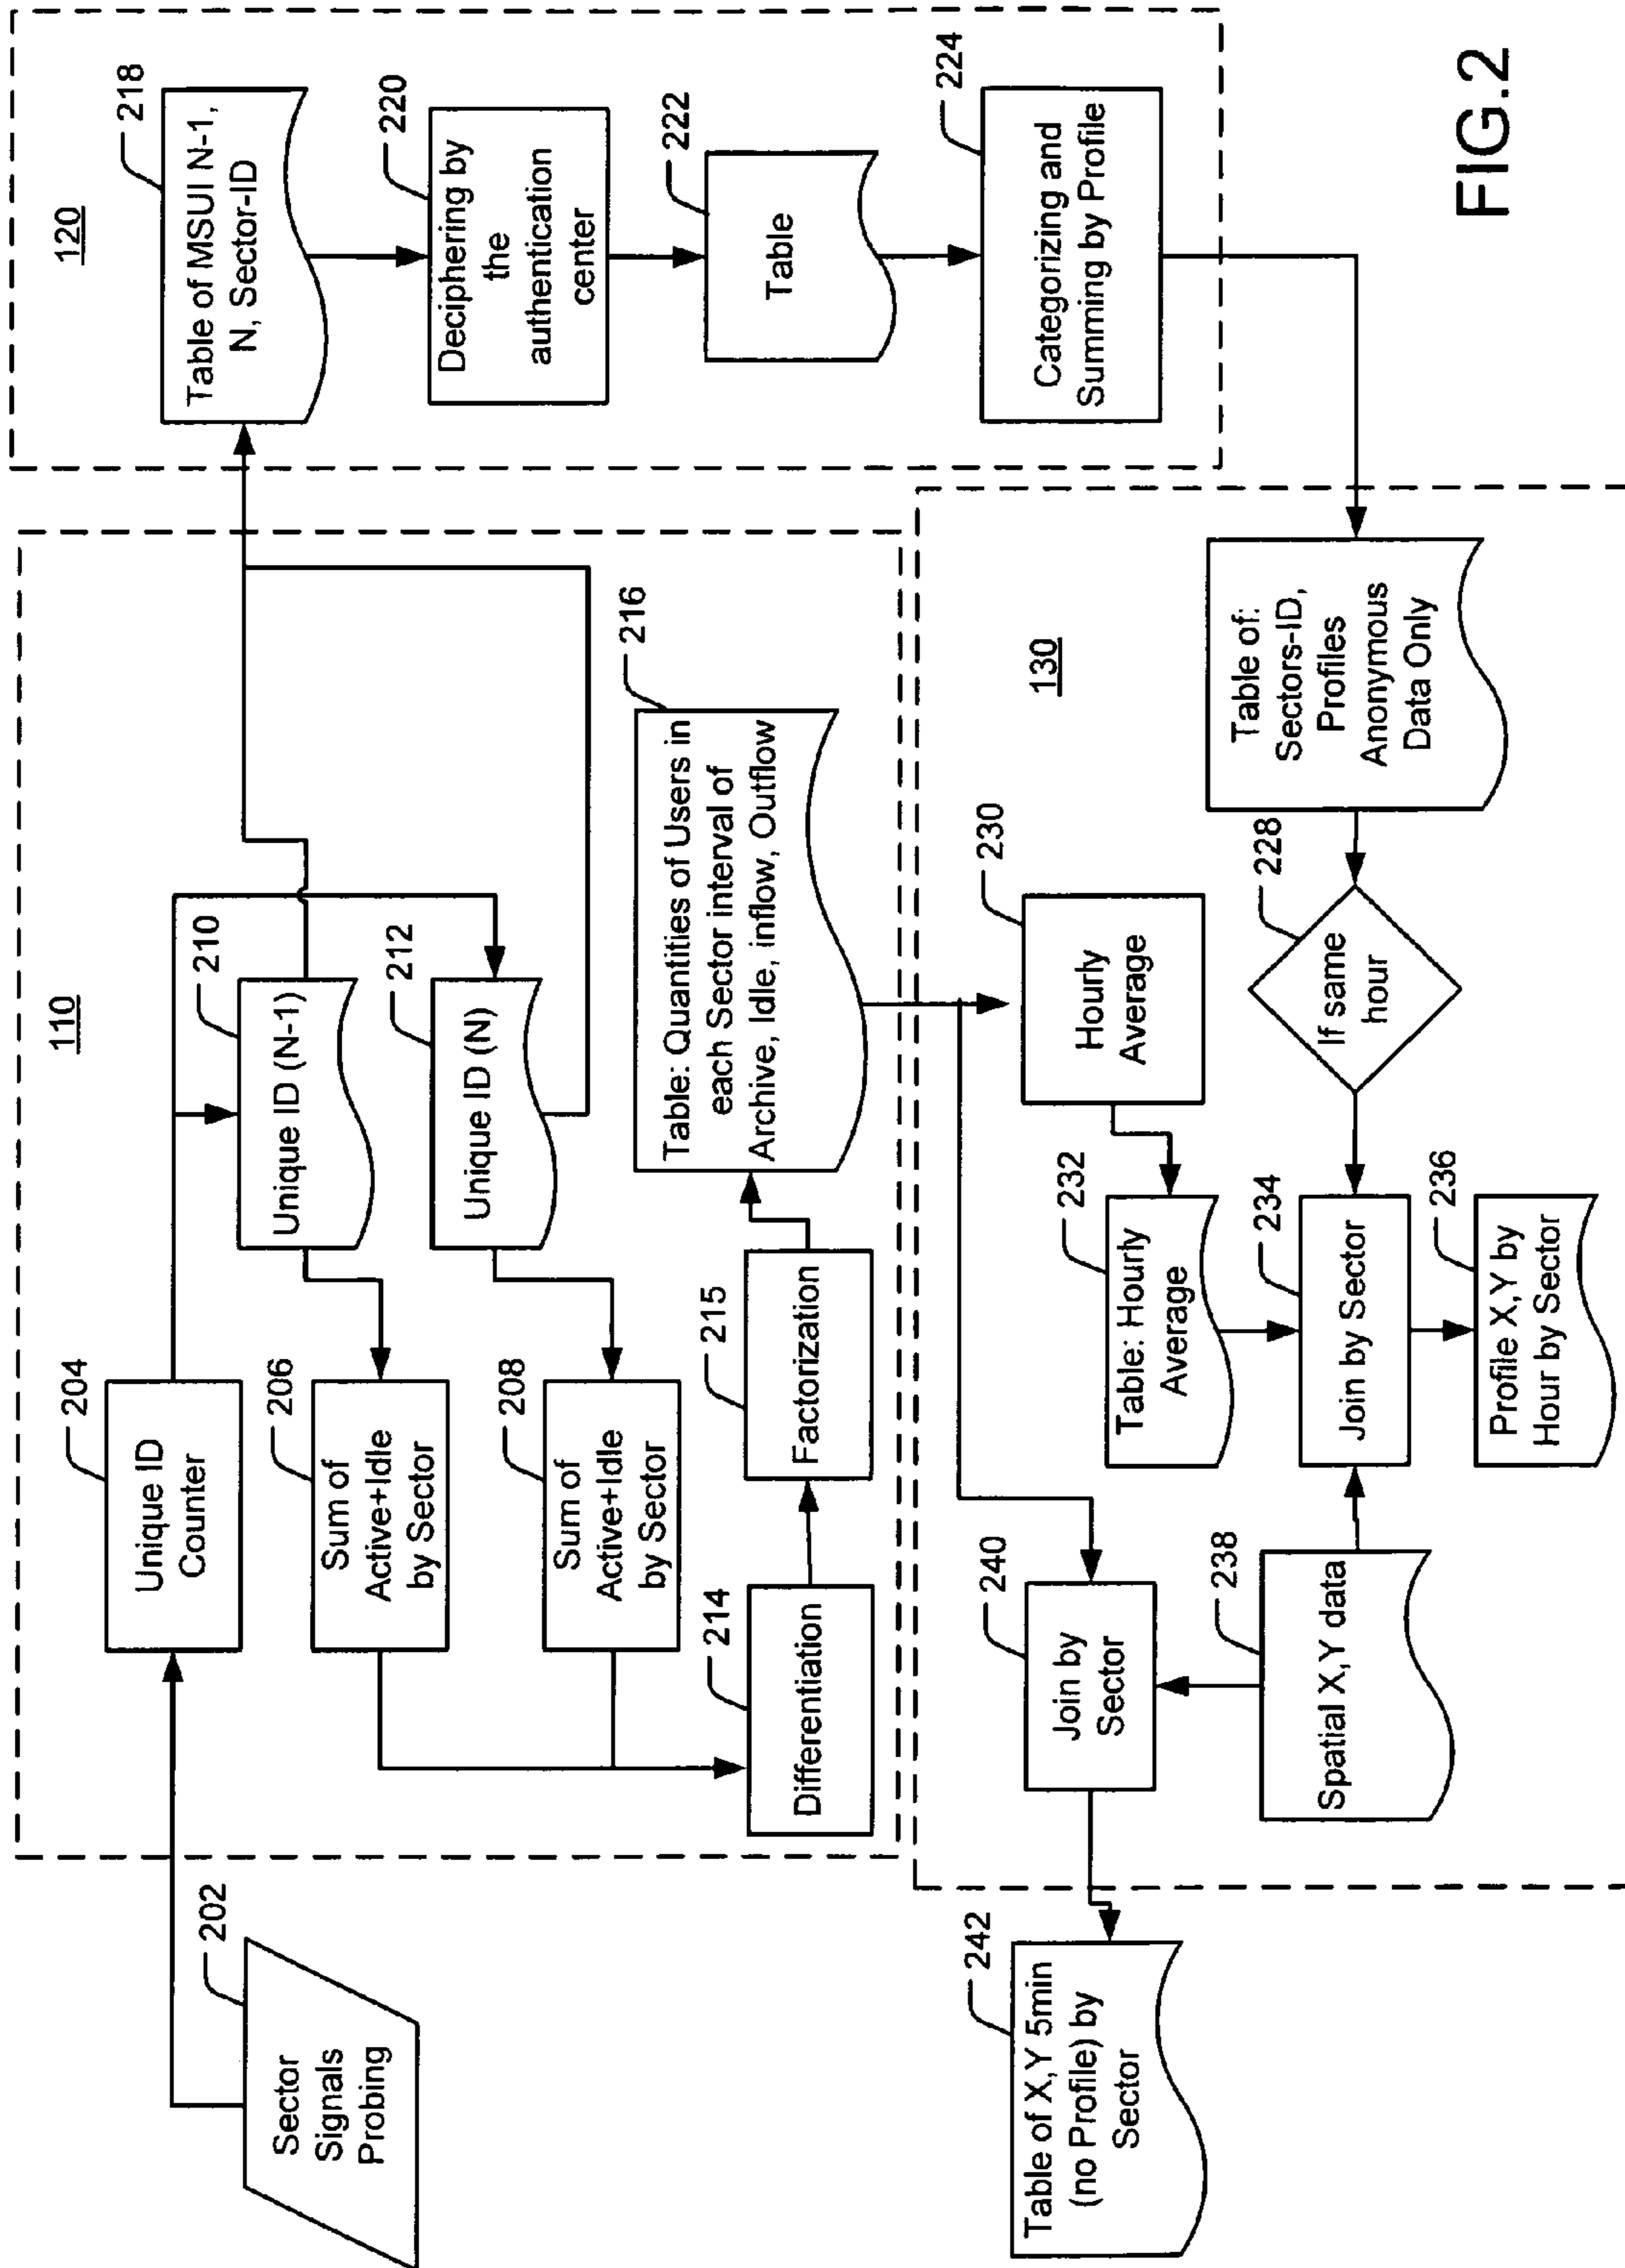 202
Sector
Signals
Probing
110
204
Unique ID
Counter
206
Sum of
Active+Idle
by Sector
208
Sum of
Active+Idle
by Sector
210
Unique ID (N-1)
212
Unique ID (N)
214
Differentiation
215
Factorization
216
Table: Quantities of Users in
each Sector interval of
Archive, Idle, inflow, Outflow
120
218
Table of MSUI N-1,
N, Sector-ID
220
Deciphering by
the
authentication
center
222
Table
224
Categorizing and
Summing by Profile
130
Table of:
Sectors-ID,
Profiles
Anonymous
Data Only
228
If same
hour
230
Hourly
Average
232
Table: Hourly
Average
234
Join by Sector
236
Profile X,Y by
Hour by Sector
238
Spatial X,Y data
240
Join by
Sector
242
Table of X,Y 5min
(no Profile) by
Sector
FIG.2